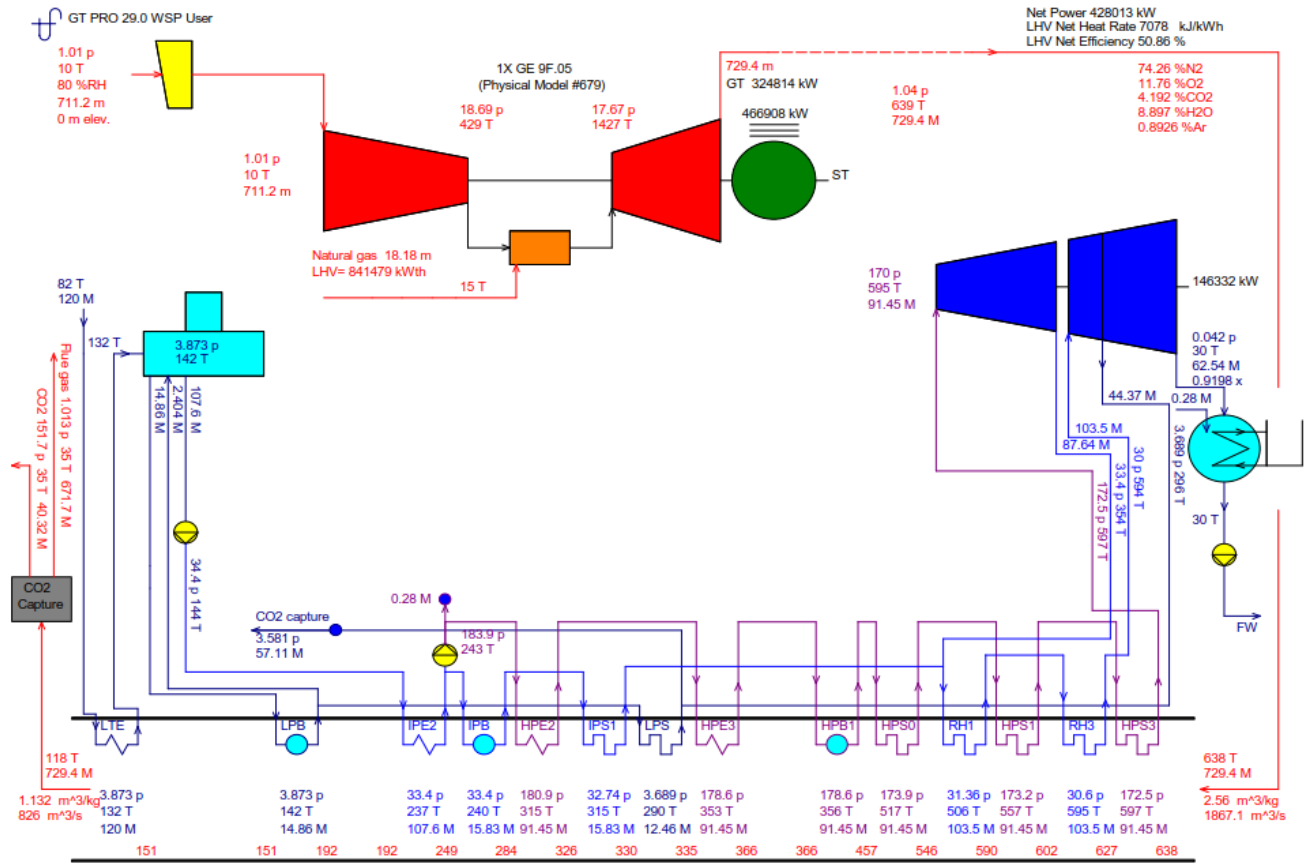 GT PRO 29.0 WSP User
Net Power 428013 kW
LHV Net Heat Rate 7078 kJ/kWh
LHV Net Efficiency 50.86 %
1.01 p
10 T
80 %RH
711.2 m
0 m elev.
1X GE 9F.05
(Physical Model #679)
18.69 p
429 T
17.67 p
1427 T
729.4 m
GT 324814 kW
1.04 p
639 T
729.4 M
74.26 %N2
11.76 %O2
4.192 %CO2
8.897 %H2O
0.8926 %Ar
466908 kW
ST
1.01 p
10 T
711.2 m
Natural gas 18.18 m
LHV= 841479 kWth
15 T
82 T
120 M
132 T
3.873 p
142 T
14.86 M
2.404 M
107.6 M
34.4 p 144 T
Flue gas 1.013 p 35 T 671.7 M
CO2 151.7 p 35 T 40.32 M
CO2
Capture
170 p
595 T
91.45 M
146332 kW
0.042 p
30 T
62.54 M
0.9198 x
44.37 M
0.28 M
103.5 M
87.64 M
30 p 594 T
33.4 p 354 T
172.5 p 597 T
3.689 p 296 T
30 T
FW
CO2 capture
3.581 p
57.11 M
0.28 M
183.9 p
243 T
LTE
LPB
IPE2
IPB
HPE2
IPS1
LPS
HPE3
HPB1
HPS0
RH1
HPS1
RH3
HPS3
118 T
729.4 M
1.132 m^3/kg
826 m^3/s
638 T
729.4 M
2.56 m^3/kg
1867.1 m^3/s
3.873 p
132 T
120 M
3.873 p
142 T
14.86 M
33.4 p
237 T
107.6 M
33.4 p
240 T
15.83 M
180.9 p
315 T
91.45 M
32.74 p
315 T
15.83 M
3.689 p
290 T
12.46 M
178.6 p
353 T
91.45 M
178.6 p
356 T
91.45 M
173.9 p
517 T
91.45 M
31.36 p
506 T
103.5 M
173.2 p
557 T
91.45 M
30.6 p
595 T
103.5 M
172.5 p
597 T
91.45 M
151 151 192 192 249 284 326 330 335 366 366 457 546 590 602 627 638